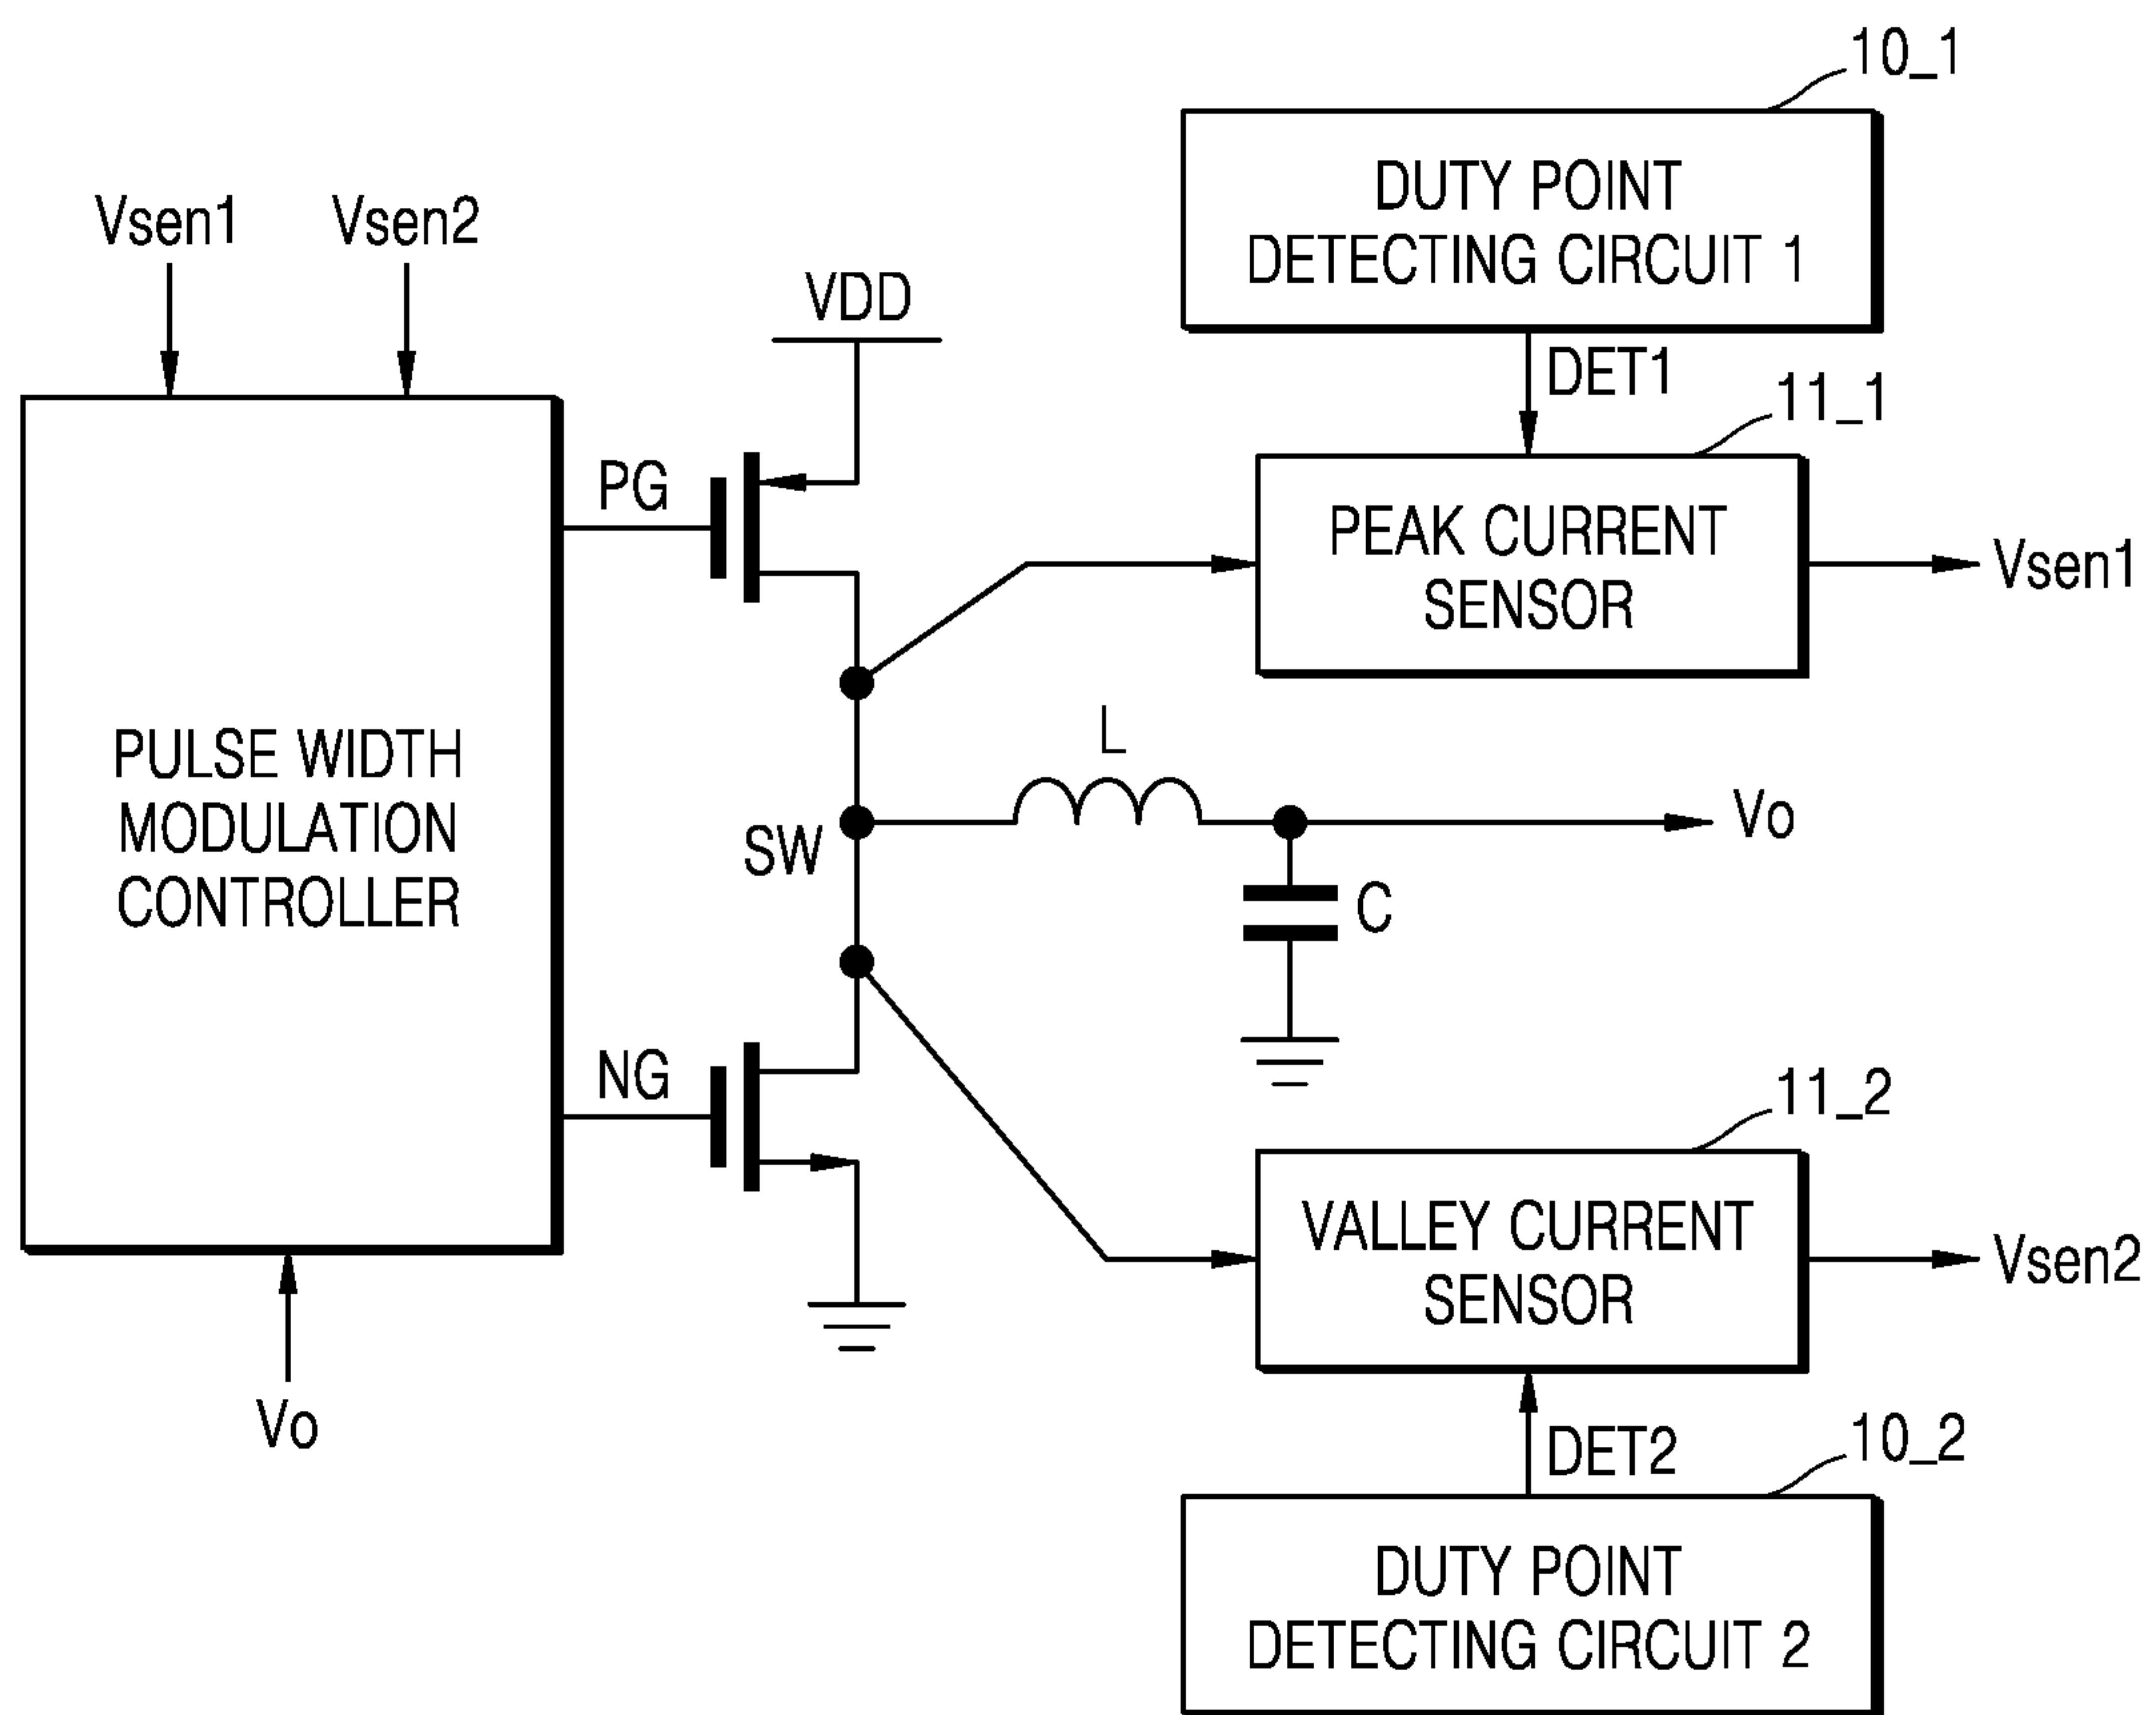 10_1
DUTY POINT
DETECTING CIRCUIT 1
Vsen1 Vsen2
VDD
DET1
11_1
PG
PEAK CURRENT
SENSOR
Vsen1
L
PULSE WIDTH
MODULATION
CONTROLLER
SW
Vo
C
NG
11_2
VALLEY CURRENT
SENSOR
Vsen2
Vo
DET2
10_2
DUTY POINT
DETECTING CIRCUIT 2